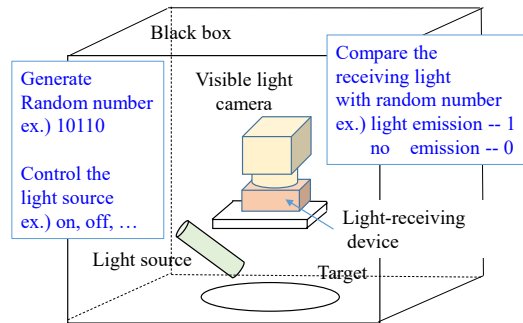 Black box
Generate
Random number
ex.) 10110
Control the
light source
ex.) on, off, …
Visible light
camera
Compare the
receiving light
with random number
ex.) light emission -- 1
no emission -- 0
Light-receiving
device
Light source
Target